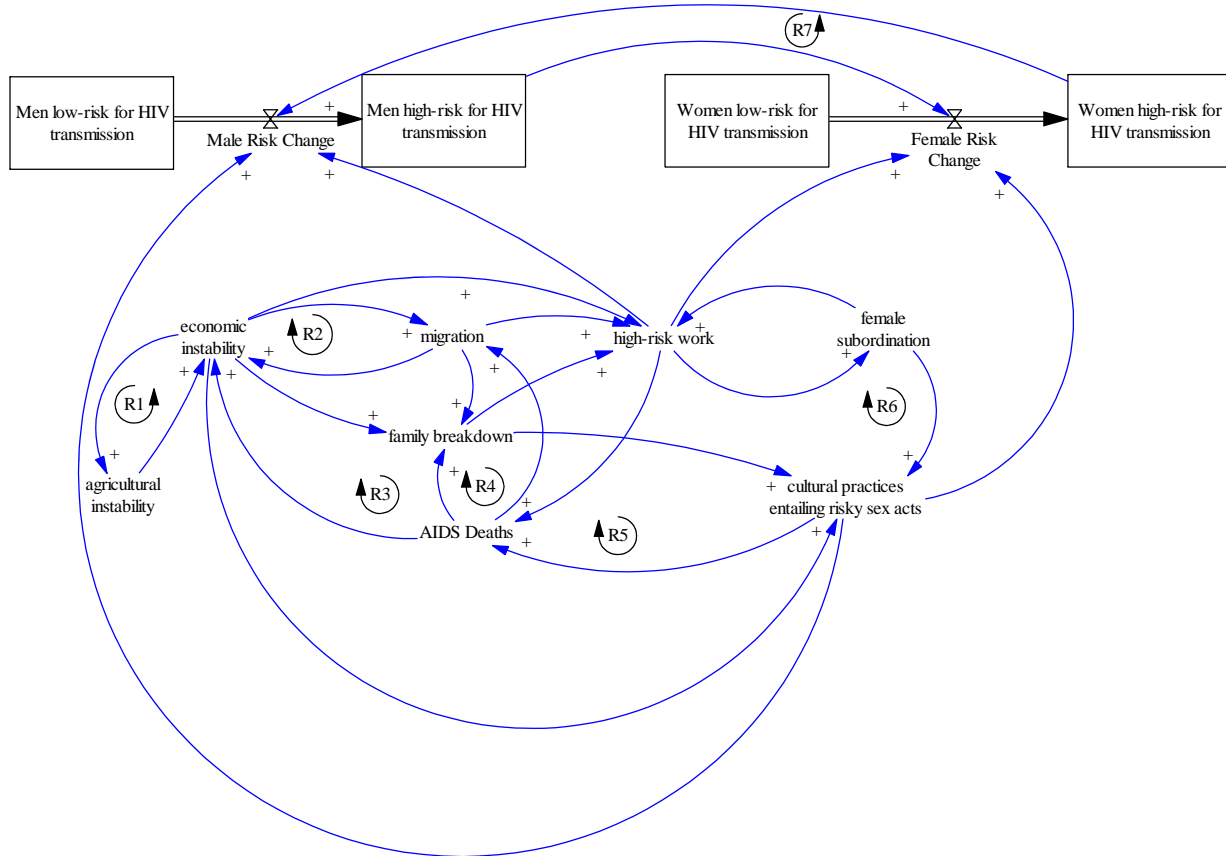 R7
Men low-risk for HIV
transmission
Men high-risk for HIV
transmission
Women low-risk for
HIV transmission
Women high-risk for
HIV transmission
+
+
Male Risk Change
Female Risk
Change
+
+
+
+
economic
instability
R2
+
migration
+
high-risk work
female
subordination
+
+
+
+
+
+
+
+
+
R1
+
+
R6
+
family breakdown
+
agricultural
instability
R3
+
R4
+
+
cultural practices
entailing risky sex acts
+
AIDS Deaths
+
R5
+